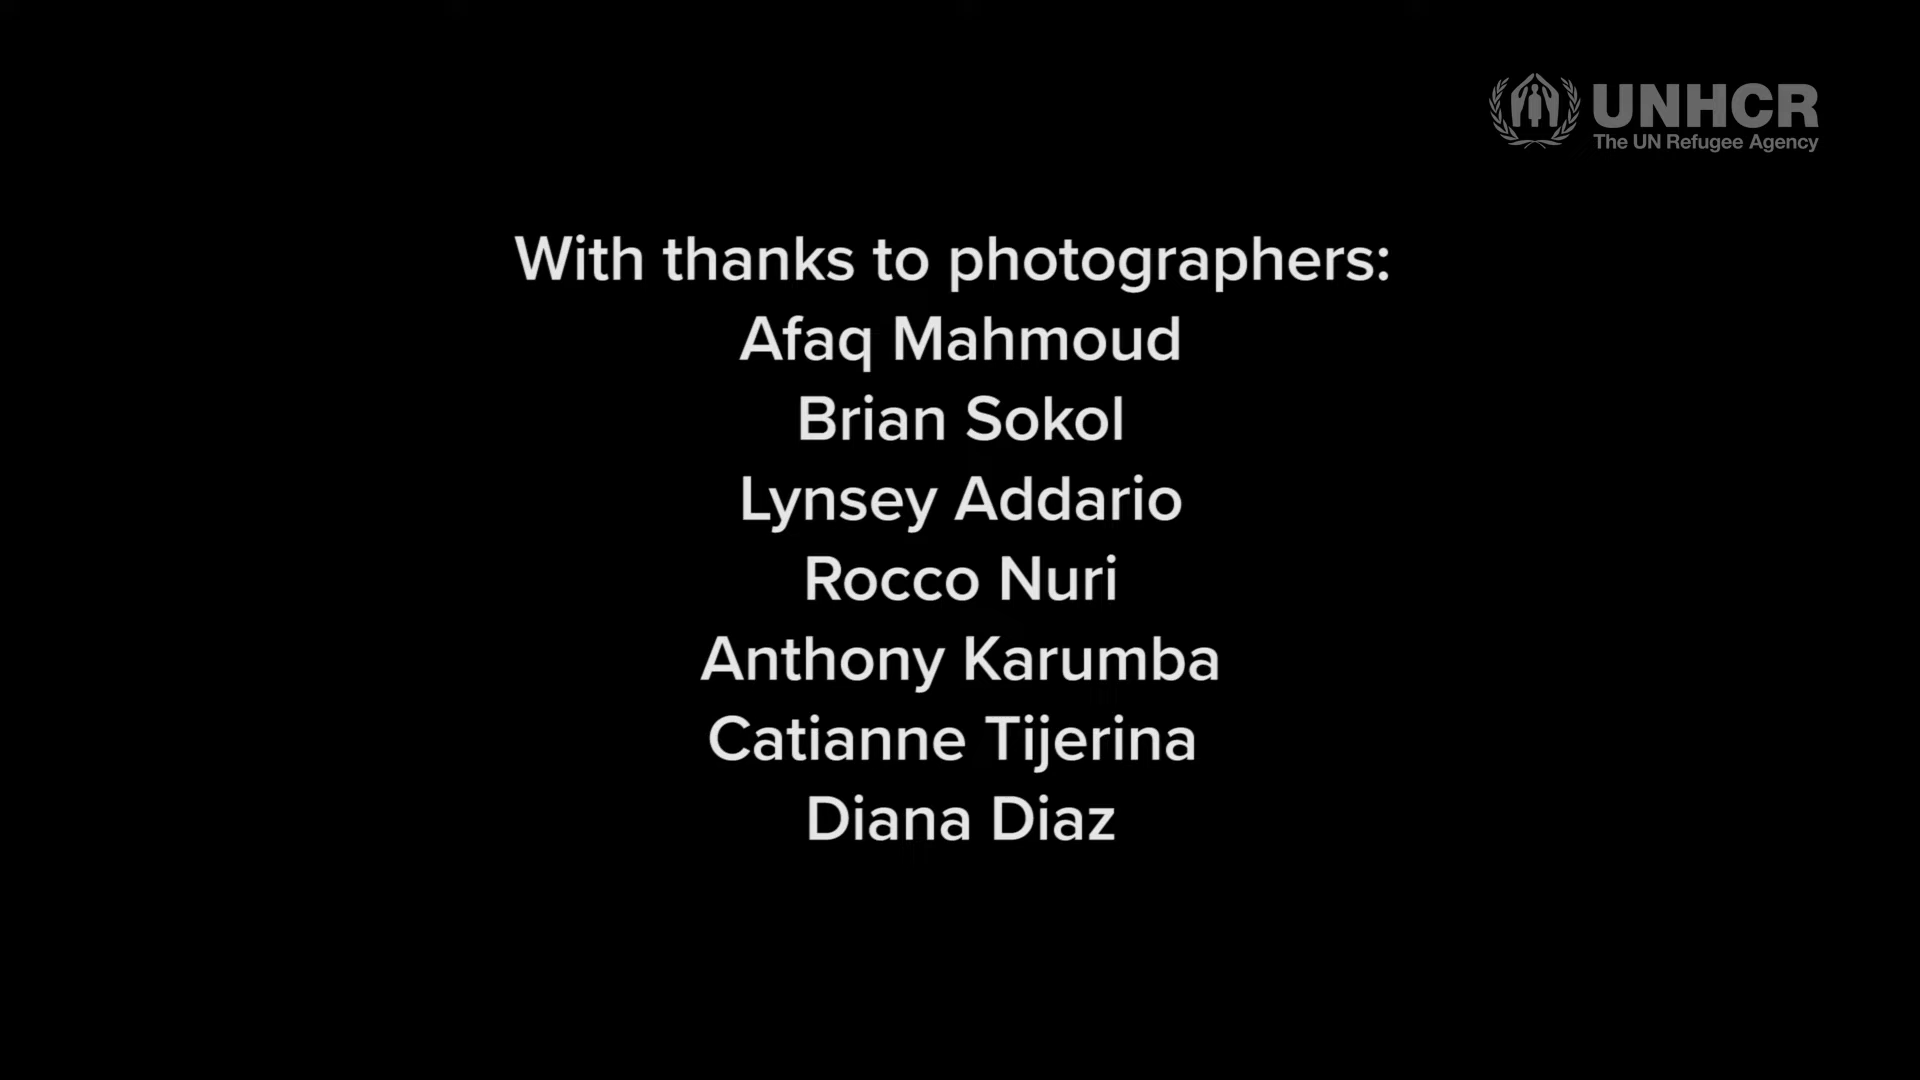 UNHCR
The UN Refugee Agency
With thanks to photographers:
Afaq Mahmoud
Brian Sokol
Lynsey Addario
Rocco Nuri
Anthony Karumba
Catianne Tijerina
Diana Diaz